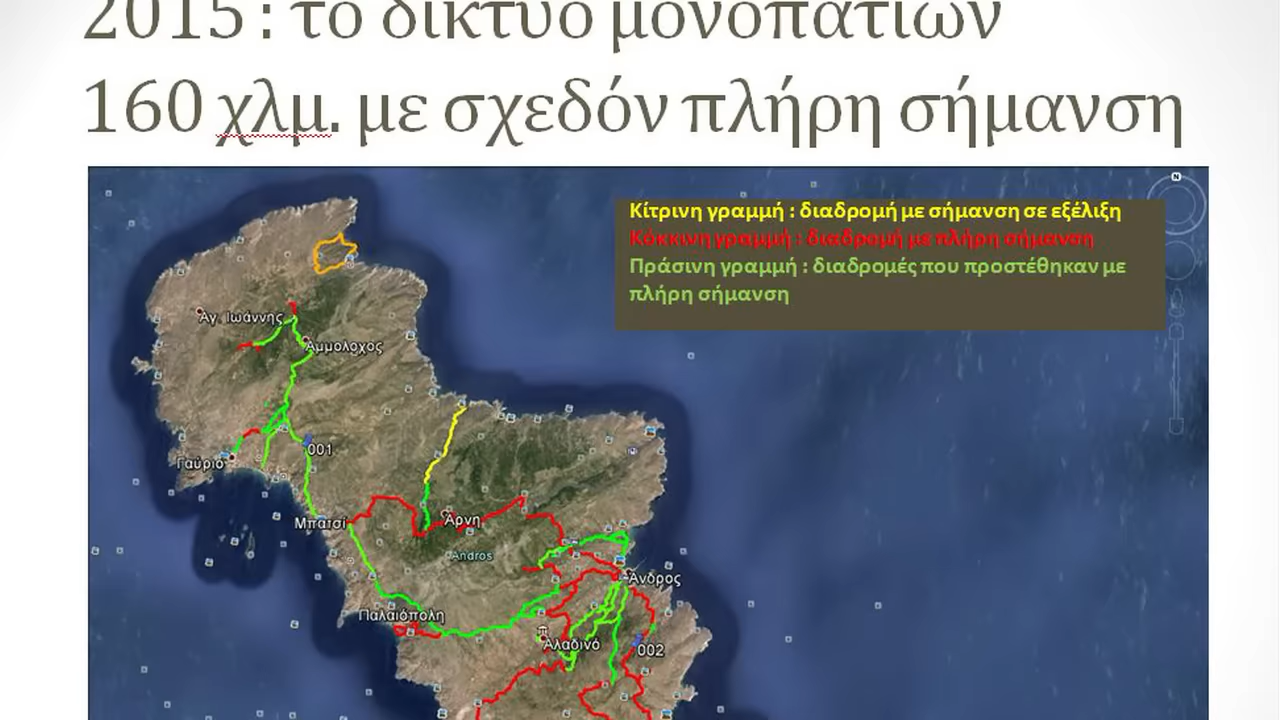 2015 : το δίκτυο μονοπατιών
160 χλμ. με σχεδόν πλήρη σήμανση
N
Κίτρινη γραμμή : διαδρομή με σήμανση σε εξέλιξη
Κόκκινη γραμμή : διαδρομή με πλήρη σήμανση
Πράσινη γραμμή : διαδρομές που προστέθηκαν με
πλήρη σήμανση
Αγ. Ιωάννης
Άμμολοχος
001
Γαύριο
Μπατσί
Άρνη
Andros
Άνδρος
Παλαιόπολη
Αλαδινό
002